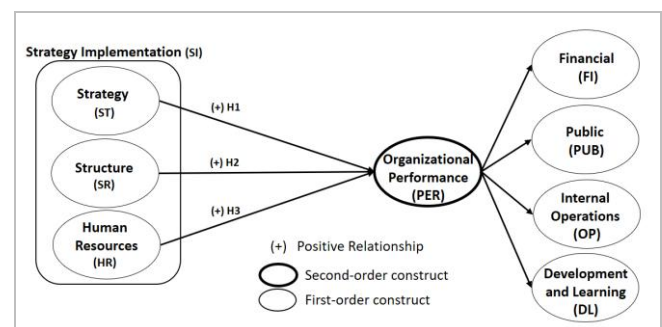 Strategy Implementation (SI)
Strategy
(ST)
Structure
(SR)
Human
Resources
(HR)
(+) H1
(+) H2
(+) H3
Organizational
Performance
(PER)
Financial
(FI)
Public
(PUB)
Internal
Operations
(OP)
Development
and Learning
(DL)
(+) Positive Relationship
Second-order construct
First-order construct